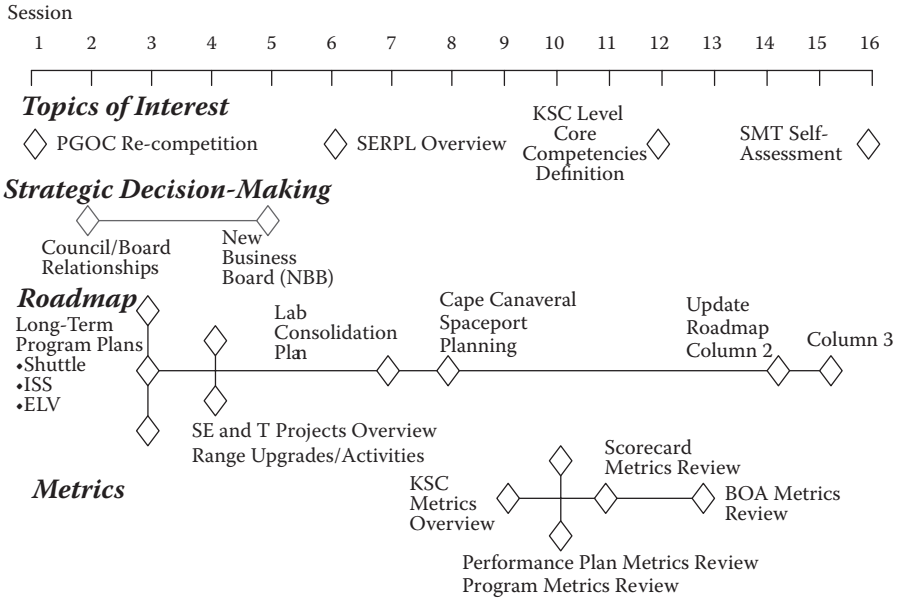 Session
1 2 3 4 5 6 7 8 9 10 11 12 13 14 15 16
Topics of Interest
PGOC Re-competition
SERPL Overview
KSC Level
Core
Competencies
Definition
SMT Self-
Assessment
Strategic Decision-Making
Council/Board
Relationships
New
Business
Board (NBB)
Roadmap
Long-Term
Program Plans
•Shuttle
•ISS
•ELV
SE and T Projects Overview
Range Upgrades/Activities
Lab
Consolidation
Plan
Cape Canaveral
Spaceport
Planning
Update
Roadmap
Column 2
Column 3
Metrics
KSC
Metrics
Overview
Performance Plan Metrics Review
Program Metrics Review
Scorecard
Metrics Review
BOA Metrics
Review